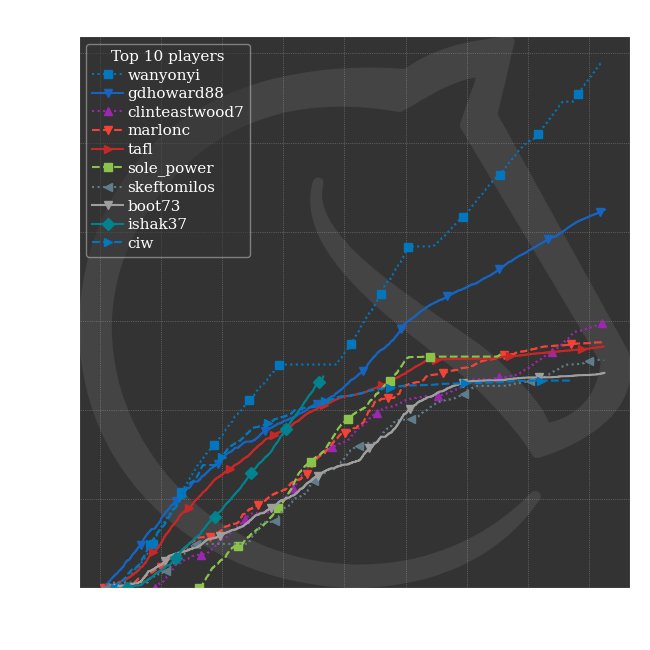 Top 10 players
wanyonyi
gdhoward88
clinteastwood7
marlonc
tafl
sole_power
skeftomilos
boot73
ishak37
ciw